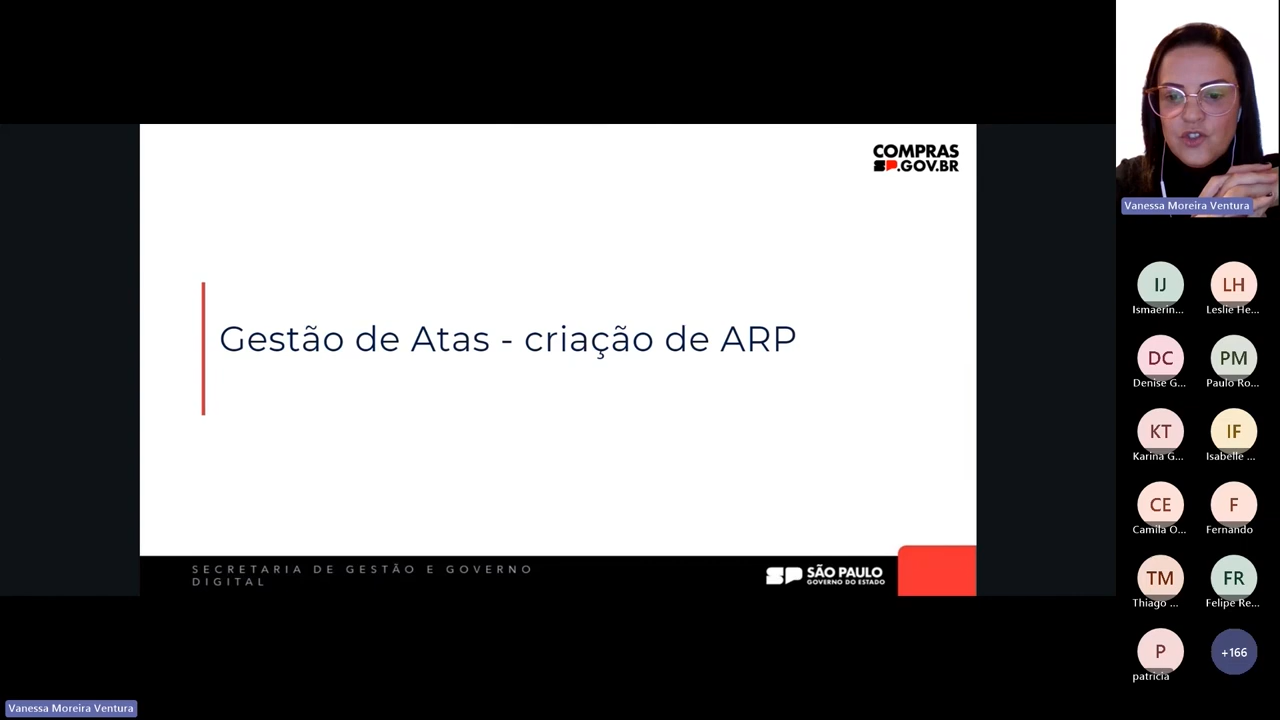 COMPRAS
SP.GOV.BR
Gestão de Atas - criação de ARP
SECRETARIA DE GESTÃO E GOVERNO
DIGITAL
SP SÃO PAULO
GOVERNO DO ESTADO
Vanessa Moreira Ventura
IJ
Ismaerin...
LH
Leslie He...
DC
Denise G...
PM
Paulo Ro...
KT
Karina G...
IF
Isabelle ...
CE
Camila O...
F
Fernando
TM
Thiago ...
FR
Felipe Re...
P
patricia
+166
Vanessa Moreira Ventura